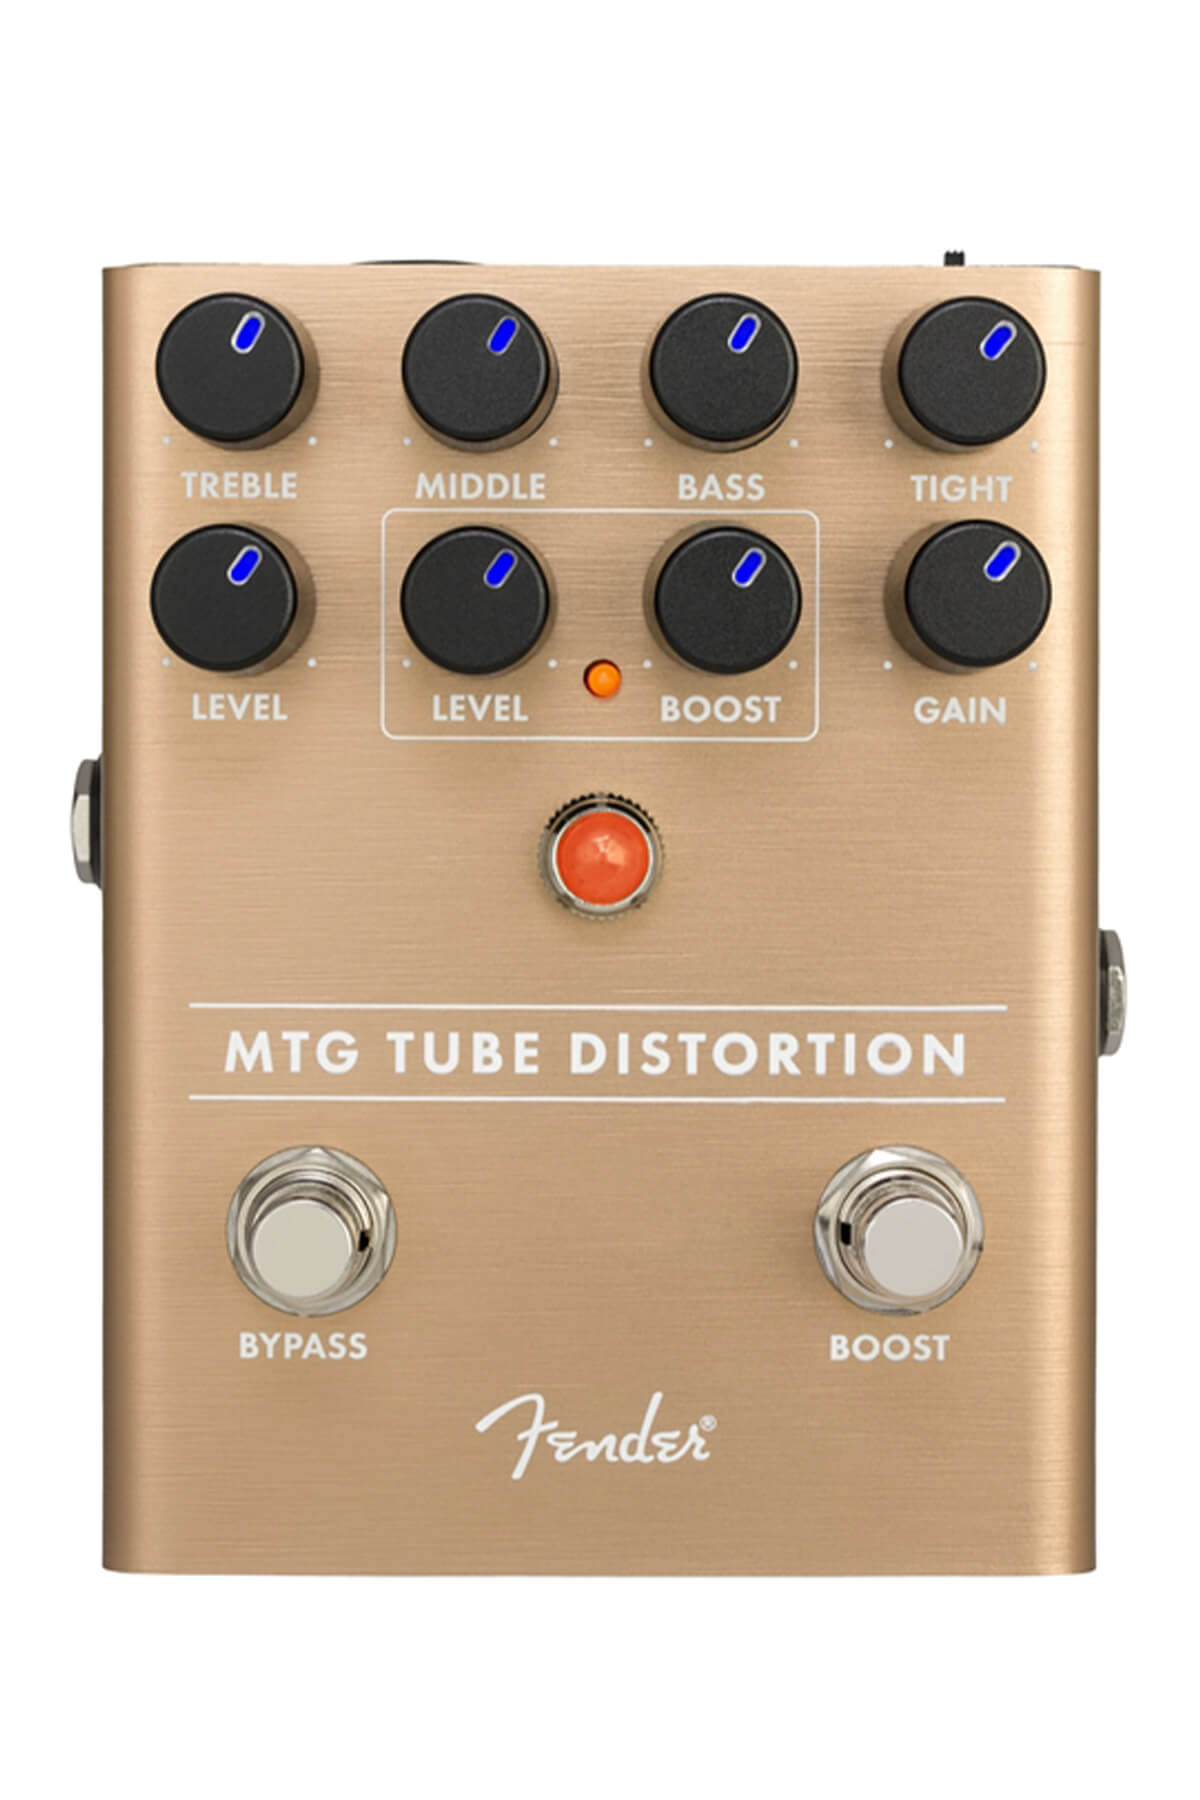 TREBLE MIDDLE BASS TIGHT
LEVEL LEVEL BOOST GAIN
MTG TUBE DISTORTION
BYPASS BOOST
Fender®